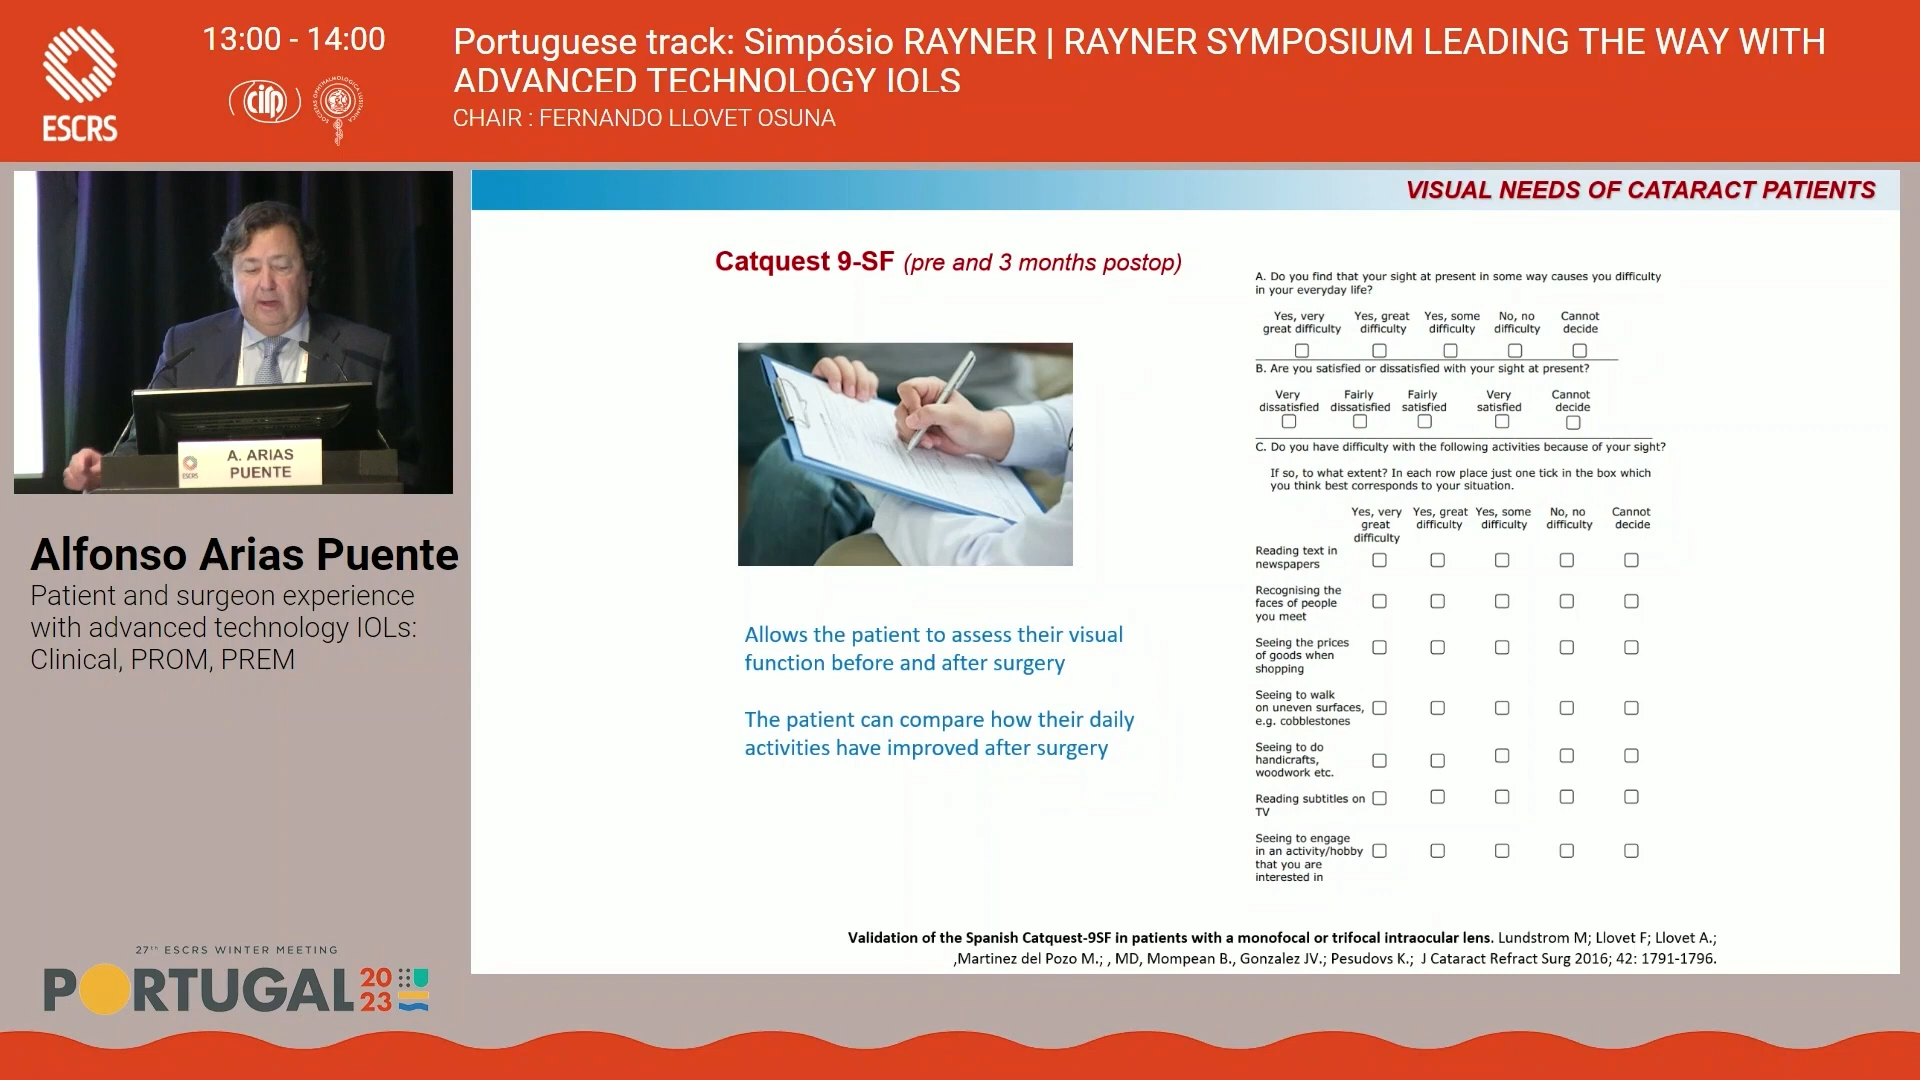 ESCRS
13:00 - 14:00
cirp
Portuguese track: Simpósio RAYNER | RAYNER SYMPOSIUM LEADING THE WAY WITH
ADVANCED TECHNOLOGY IOLS
CHAIR : FERNANDO LLOVET OSUNA
A. ARIAS
PUENTE
ESCRS
Alfonso Arias Puente
Patient and surgeon experience
with advanced technology IOLs:
Clinical, PROM, PREM
27TH ESCRS WINTER MEETING
PORTUGAL 2023
VISUAL NEEDS OF CATARACT PATIENTS
Catquest 9-SF (pre and 3 months postop)
Allows the patient to assess their visual
function before and after surgery
The patient can compare how their daily
activities have improved after surgery
A. Do you find that your sight at present in some way causes you difficulty
in your everyday life?
Yes, very great difficulty Yes, great difficulty Yes, some difficulty No, no difficulty Cannot decide
B. Are you satisfied or dissatisfied with your sight at present?
Very dissatisfied Fairly dissatisfied Fairly satisfied Very satisfied Cannot decide
C. Do you have difficulty with the following activities because of your sight?
If so, to what extent? In each row place just one tick in the box which
you think best corresponds to your situation.
Yes, very great difficulty Yes, great difficulty Yes, some difficulty No, no difficulty Cannot decide
Reading text in
newspapers
Recognising the
faces of people
you meet
Seeing the prices
of goods when
shopping
Seeing to walk
on uneven surfaces,
e.g. cobblestones
Seeing to do
handicrafts,
woodwork etc.
Reading subtitles on
TV
Seeing to engage
in an activity/hobby
that you are
interested in
Validation of the Spanish Catquest-9SF in patients with a monofocal or trifocal intraocular lens. Lundstrom M; Llovet F; Llovet A.;
,Martinez del Pozo M.; , MD, Mompean B., Gonzalez JV.; Pesudovs K.; J Cataract Refract Surg 2016; 42: 1791-1796.